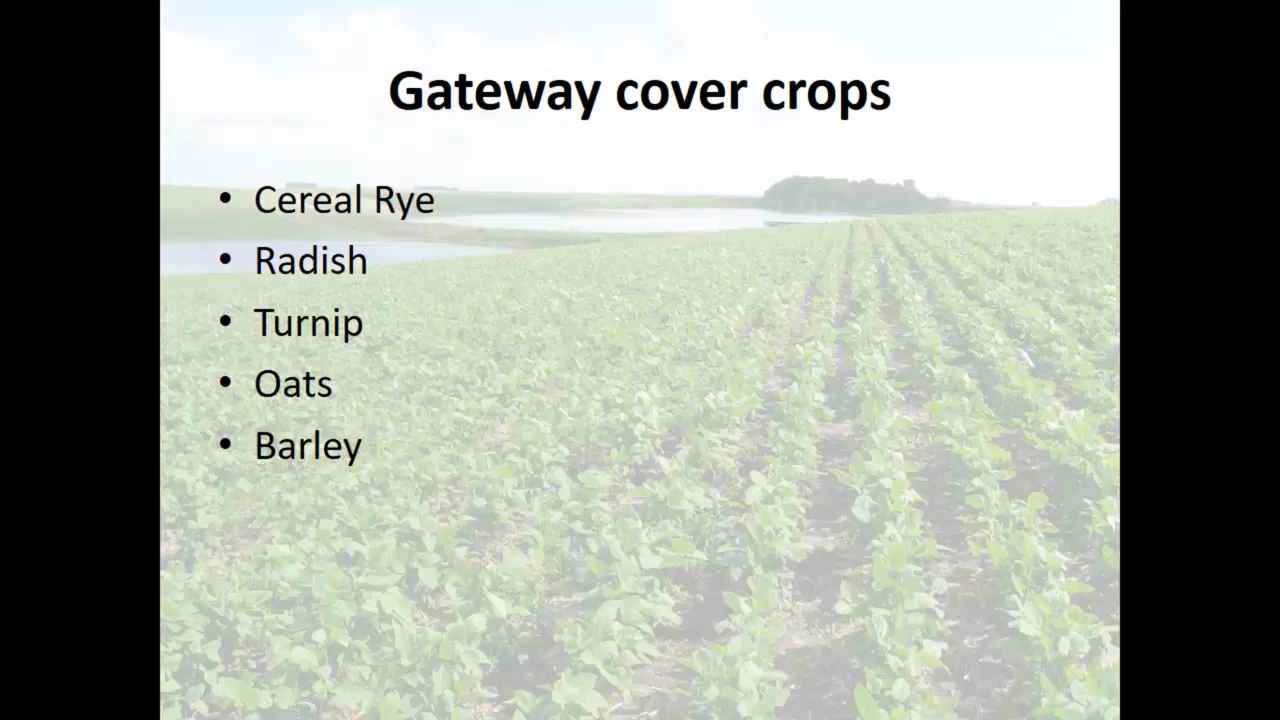 Gateway cover crops
• Cereal Rye
• Radish
• Turnip
• Oats
• Barley